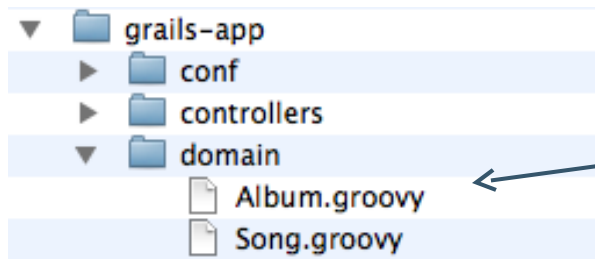 grails-app
conf
controllers
domain
Album.groovy
Song.groovy